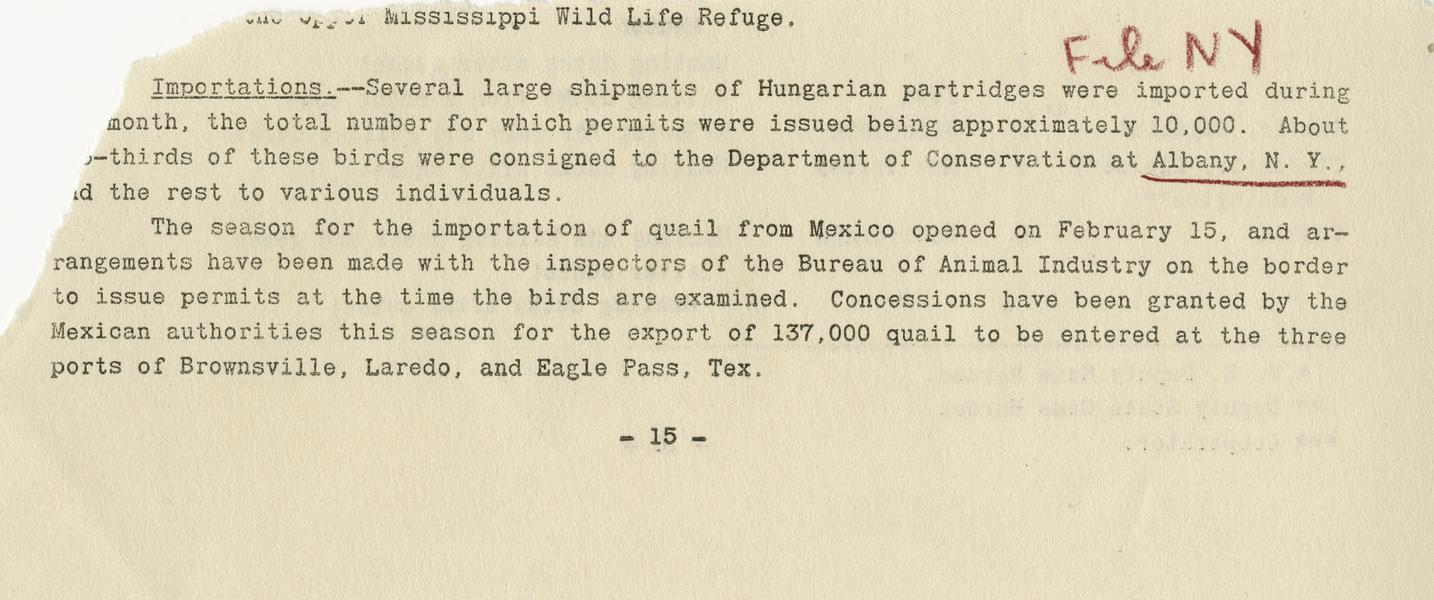 Upper Mississippi Wild Life Refuge.
File NY
Importations.--Several large shipments of Hungarian partridges were imported during
month, the total number for which permits were issued being approximately 10,000. About
o-thirds of these birds were consigned to the Department of Conservation at Albany, N. Y.,
nd the rest to various individuals.
The season for the importation of quail from Mexico opened on February 15, and ar-
rangements have been made with the inspectors of the Bureau of Animal Industry on the border
to issue permits at the time the birds are examined. Concessions have been granted by the
Mexican authorities this season for the export of 137,000 quail to be entered at the three
ports of Brownsville, Laredo, and Eagle Pass, Tex.
- 15 -